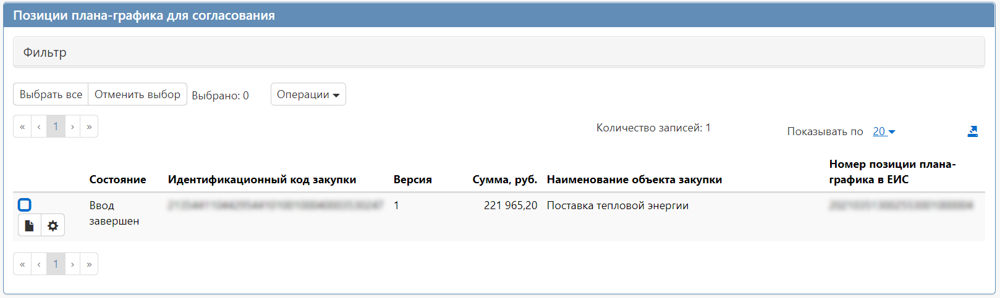 Позиции плана-графика для согласования
Фильтр
Выбрать все Отменить выбор Выбрано: 0 Операции
« ‹ 1 › » Количество записей: 1 Показывать по 20
Состояние Идентификационный код закупки Версия Сумма, руб. Наименование объекта закупки Номер позиции плана-
графика в ЕИС
Ввод 1 221 965,20 Поставка тепловой энергии
завершен
« ‹ 1 › »